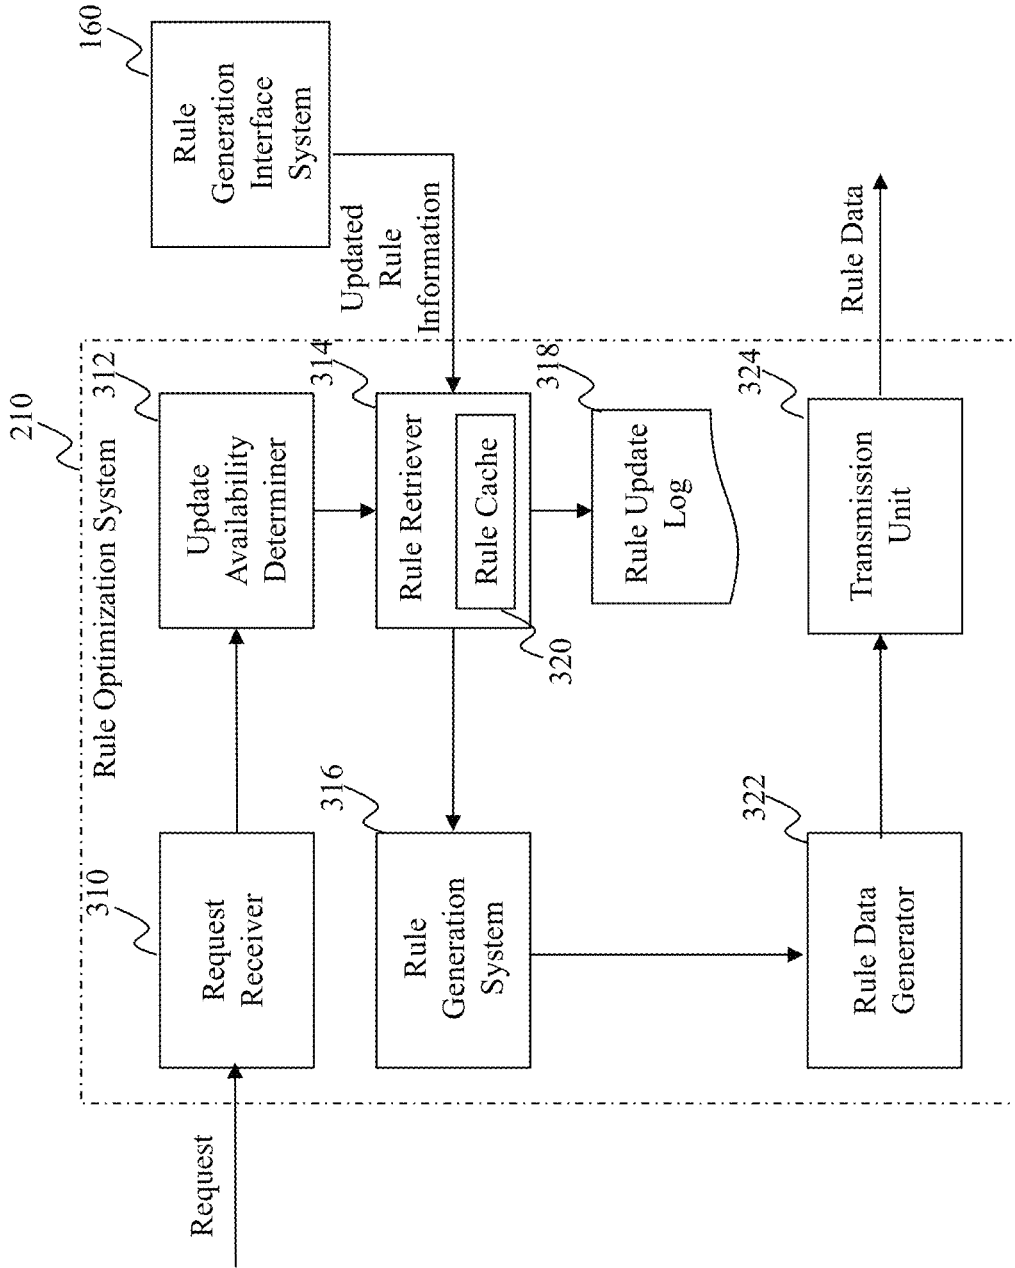 210
Rule Optimization System
160
Rule
Generation
Interface
System
Request
310
Request
Receiver
312
Update
Availability
Determiner
Updated
Rule
Information
316
Rule
Generation
System
314
Rule Retriever
Rule Cache
320
318
Rule Update
Log
322
Rule Data
Generator
324
Transmission
Unit
Rule Data